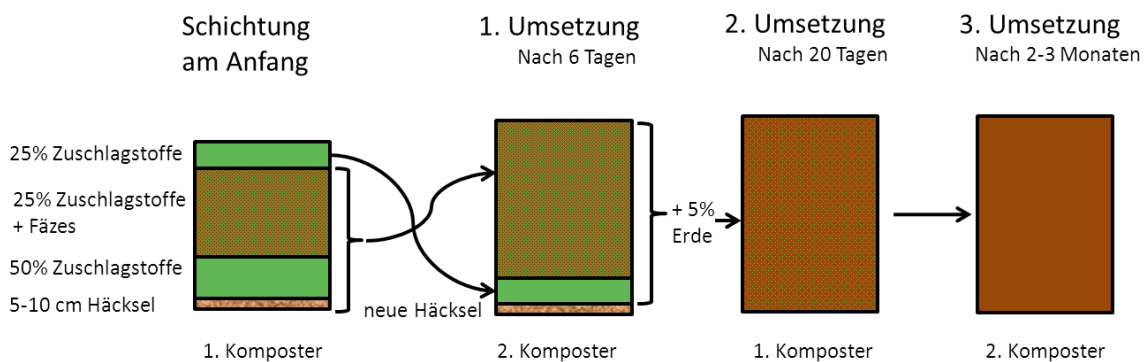 Schichtung
am Anfang
1. Umsetzung
Nach 6 Tagen
2. Umsetzung
Nach 20 Tagen
3. Umsetzung
Nach 2-3 Monaten
25% Zuschlagstoffe
25% Zuschlagstoffe
+ Fäzes
50% Zuschlagstoffe
5-10 cm Häcksel
neue Häcksel
+ 5%
Erde
1. Komposter
2. Komposter
1. Komposter
2. Komposter